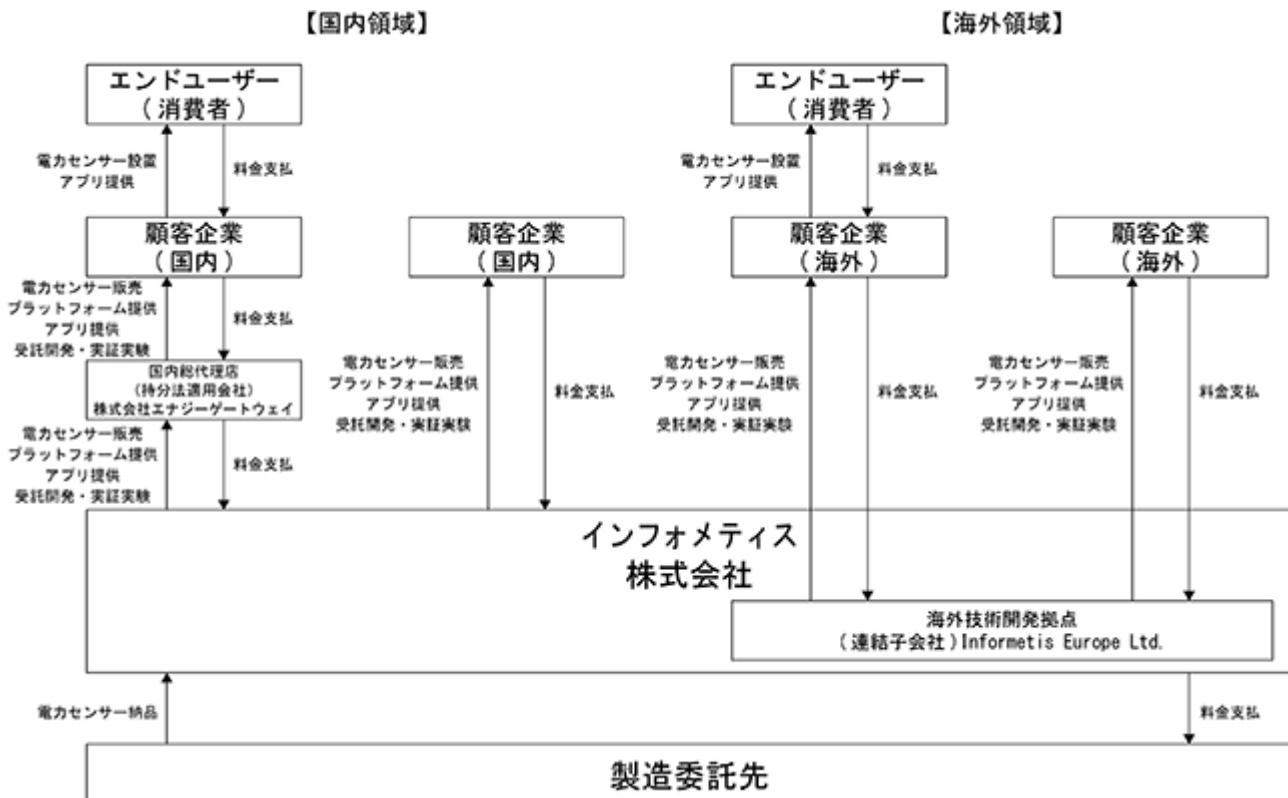 【国内領域】
【海外領域】
エンドユーザー
(消費者)
エンドユーザー
(消費者)
電力センサー設置
アプリ提供
料金支払
電力センサー設置
アプリ提供
料金支払
顧客企業
(国内)
顧客企業
(国内)
顧客企業
(海外)
顧客企業
(海外)
電力センサー販売
プラットフォーム提供
アプリ提供
受託開発・実証実験
料金支払
国内総代理店
(持分法適用会社)
株式会社エナジーゲートウェイ
電力センサー販売
プラットフォーム提供
アプリ提供
受託開発・実証実験
料金支払
電力センサー販売
プラットフォーム提供
アプリ提供
受託開発・実証実験
料金支払
電力センサー販売
プラットフォーム提供
アプリ提供
受託開発・実証実験
料金支払
電力センサー販売
プラットフォーム提供
アプリ提供
受託開発・実証実験
料金支払
インフォメティス
株式会社
海外技術開発拠点
(連結子会社)Informetis Europe Ltd.
電力センサー納品
料金支払
製造委託先